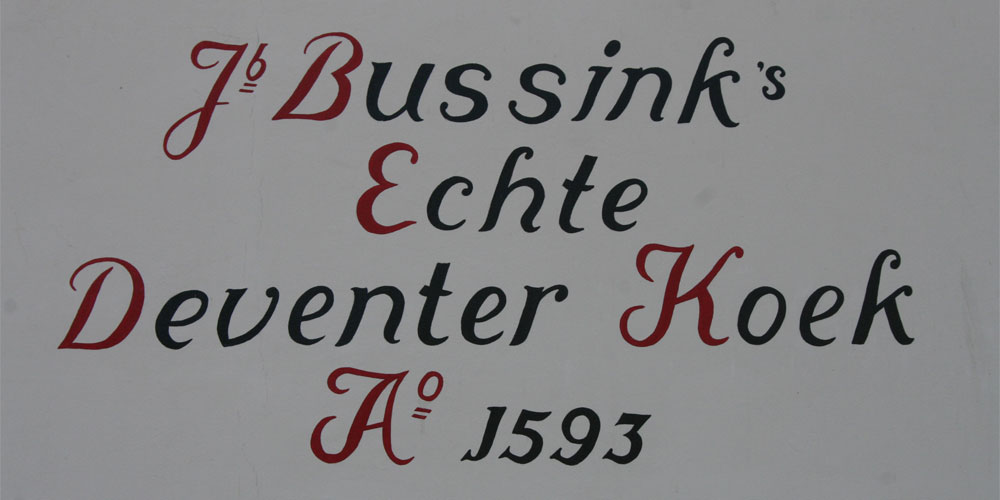 Jb Bussink's
Echte
Deventer Koek
Ao 1593